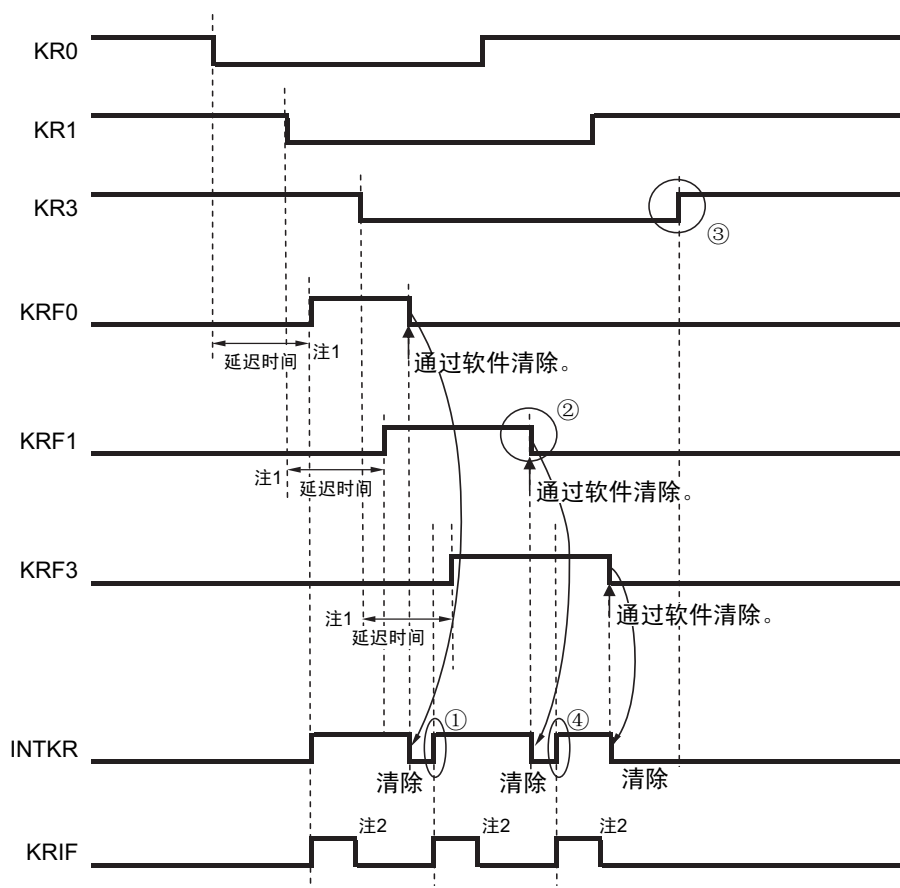 KR0
KR1
KR3
③
KRF0
延迟时间
注1
通过软件清除。
②
KRF1
注1
延迟时间
通过软件清除。
KRF3
注1
延迟时间
通过软件清除。
①
④
INTKR
清除
清除
清除
注2
注2
注2
KRIF